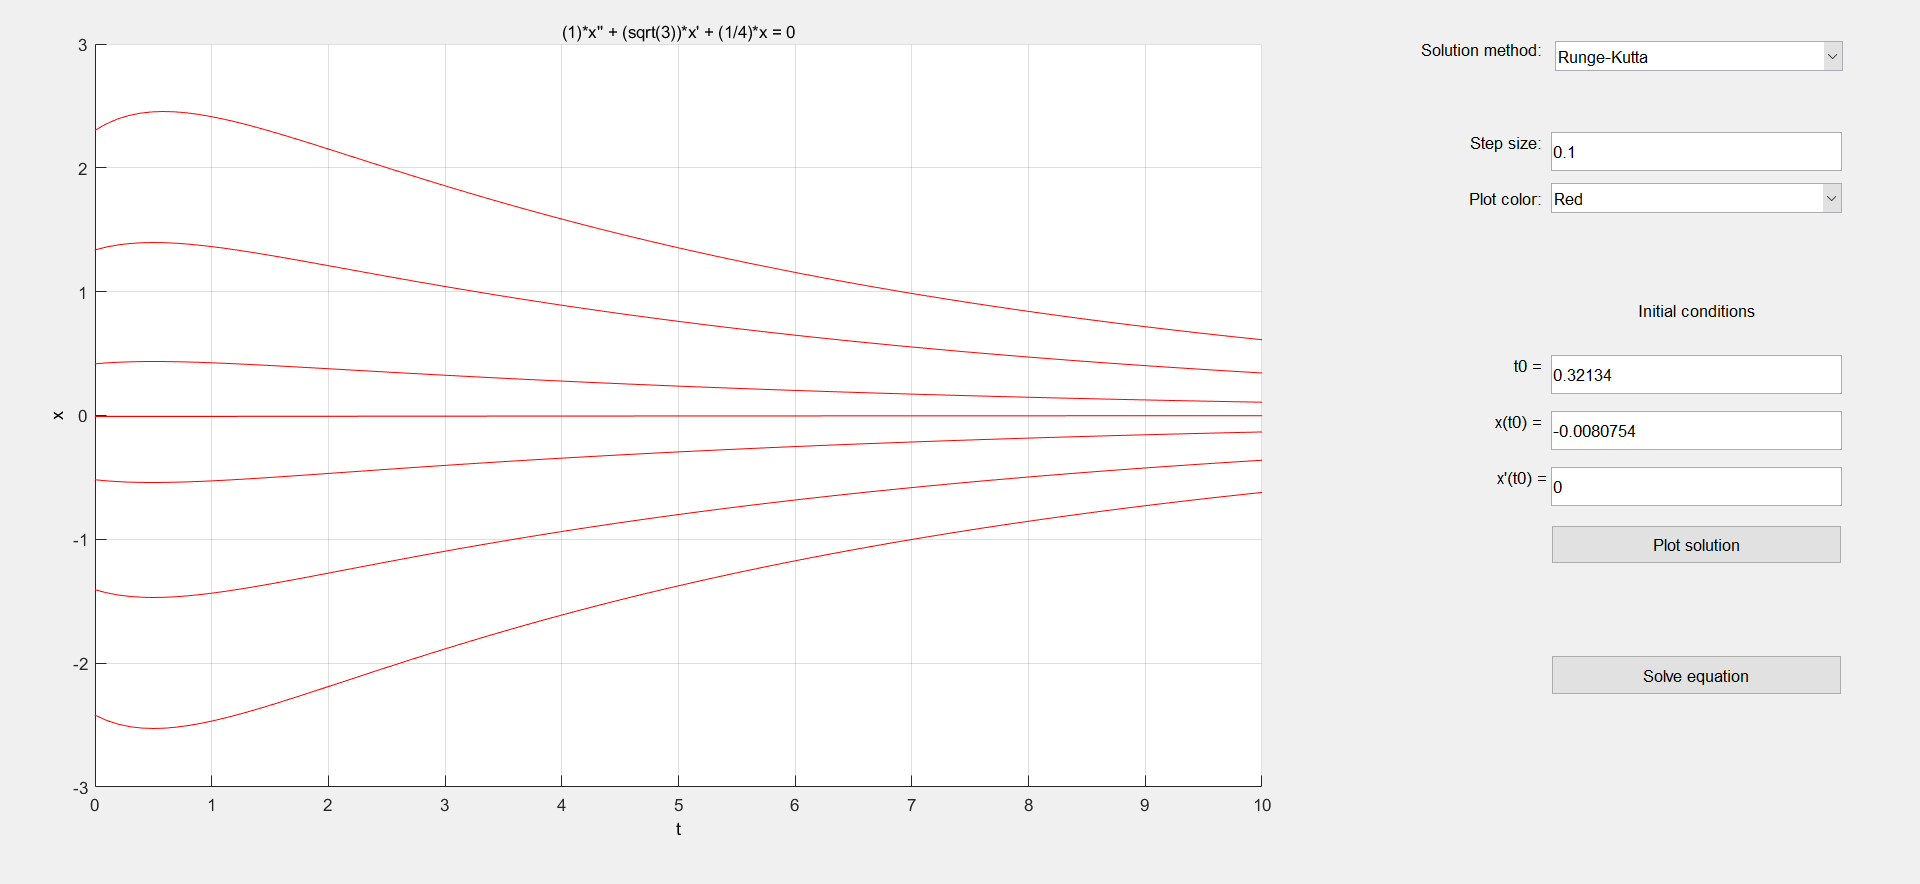 (1)*x'' + (sqrt(3))*x' + (1/4)*x = 0
3
2
1
0
-1
-2
-3
x
0 1 2 3 4 5 6 7 8 9 10
t
Solution method: Runge-Kutta
Step size: 0.1
Plot color: Red
Initial conditions
t0 = 0.32134
x(t0) = -0.0080754
x'(t0) = 0
Plot solution
Solve equation